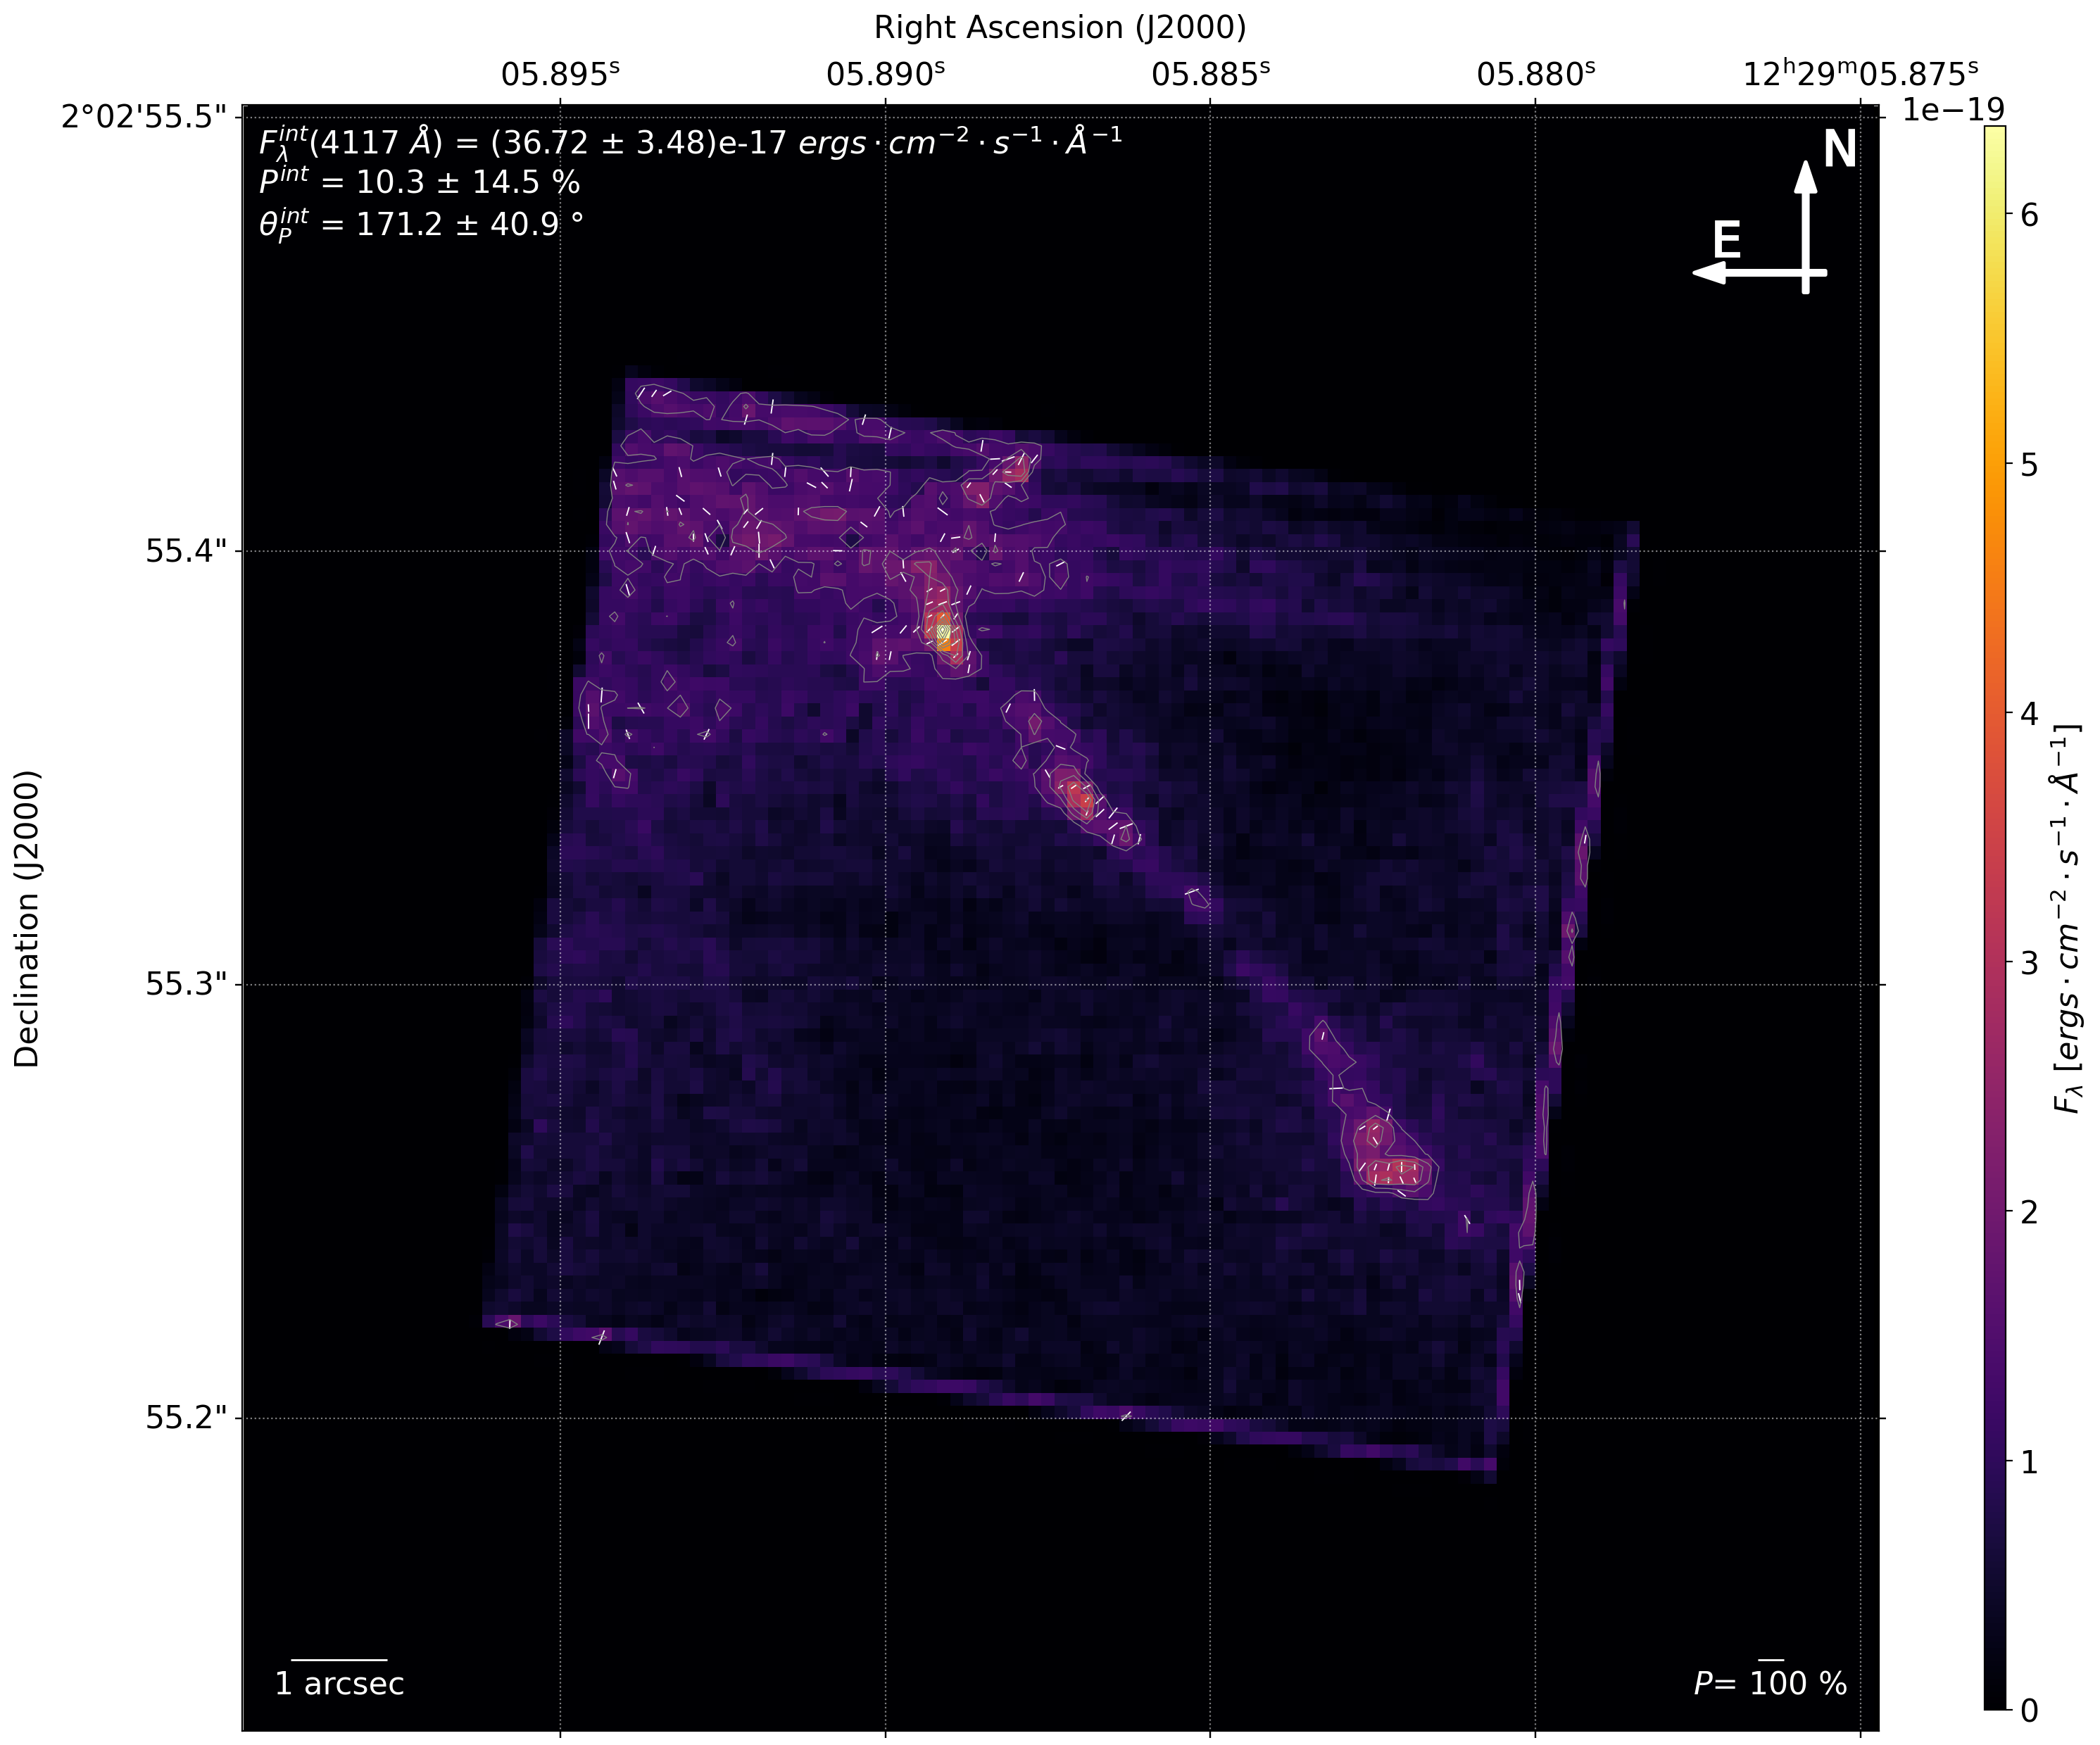 Right Ascension (J2000)
05.895ˢ 05.890ˢ 05.885ˢ 05.880ˢ 12ʰ29ᵐ05.875ˢ
2°02'55.5"
55.4"
55.3"
55.2"
Declination (J2000)
F_λ^{int}(4117 Å) = (36.72 ± 3.48)e-17 ergs·cm⁻²·s⁻¹·Å⁻¹
P^{int} = 10.3 ± 14.5 %
θ_P^{int} = 171.2 ± 40.9 °
N
E
1 arcsec
P= 100 %
1e−19
6
5
4
3
2
1
0
F_λ [ergs·cm⁻²·s⁻¹·Å⁻¹]